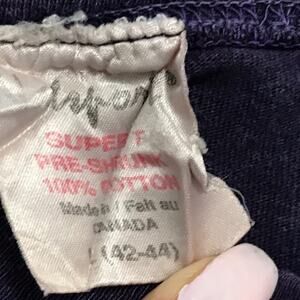 SUPER
PRE-SHRUNK
100% COTTON
Made in / Fait au
CANADA
L (42-44)